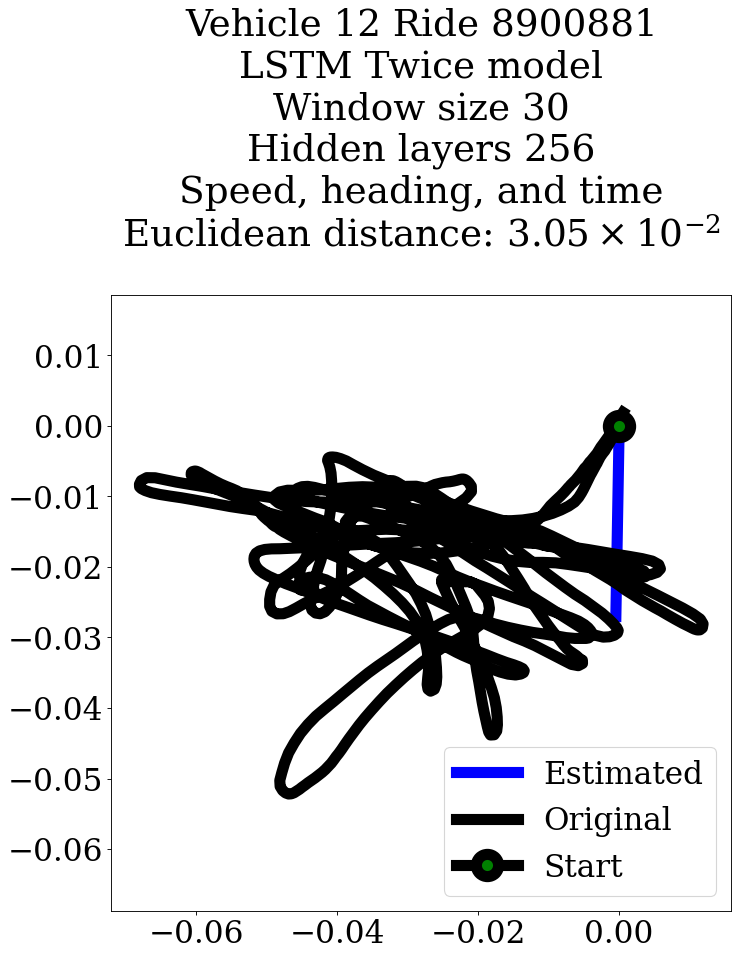 Vehicle 12 Ride 8900881
LSTM Twice model
Window size 30
Hidden layers 256
Speed, heading, and time
Euclidean distance: 3.05 × 10⁻²
0.01
0.00
−0.01
−0.02
−0.03
−0.04
−0.05
−0.06
Estimated
Original
Start
−0.06 −0.04 −0.02 0.00